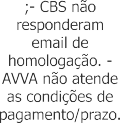 ;- CBS não
responderam
email de
homologação. -
AVVA não atende
as condições de
pagamento/prazo.